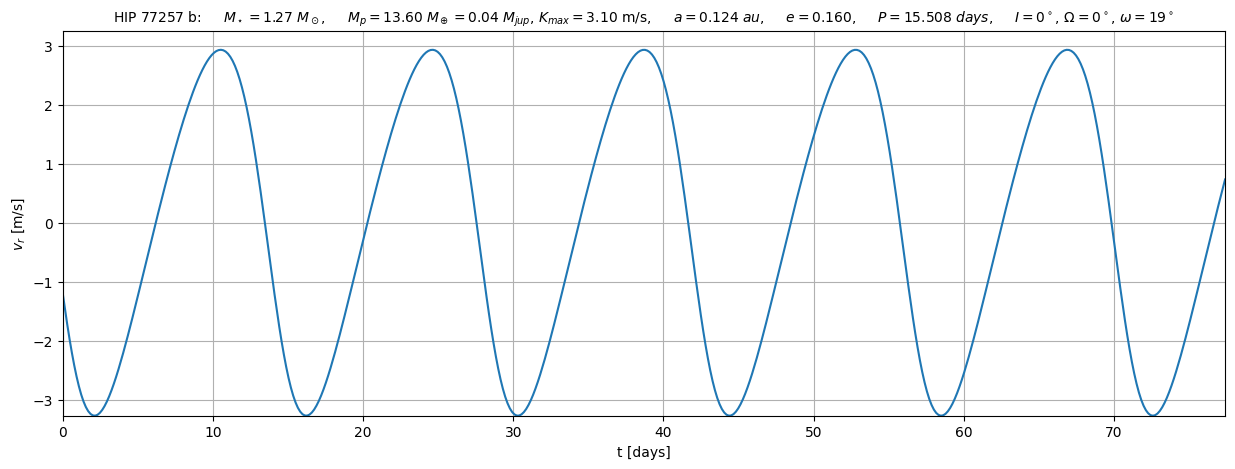 HIP 77257 b: M⋆ = 1.27 M⊙, Mp = 13.60 M⊕ = 0.04 Mjup, Kmax = 3.10 m/s, a = 0.124 au, e = 0.160, P = 15.508 days, I = 0°, Ω = 0°, ω = 19°
3
2
1
0
−1
−2
−3
vr [m/s]
0 10 20 30 40 50 60 70
t [days]